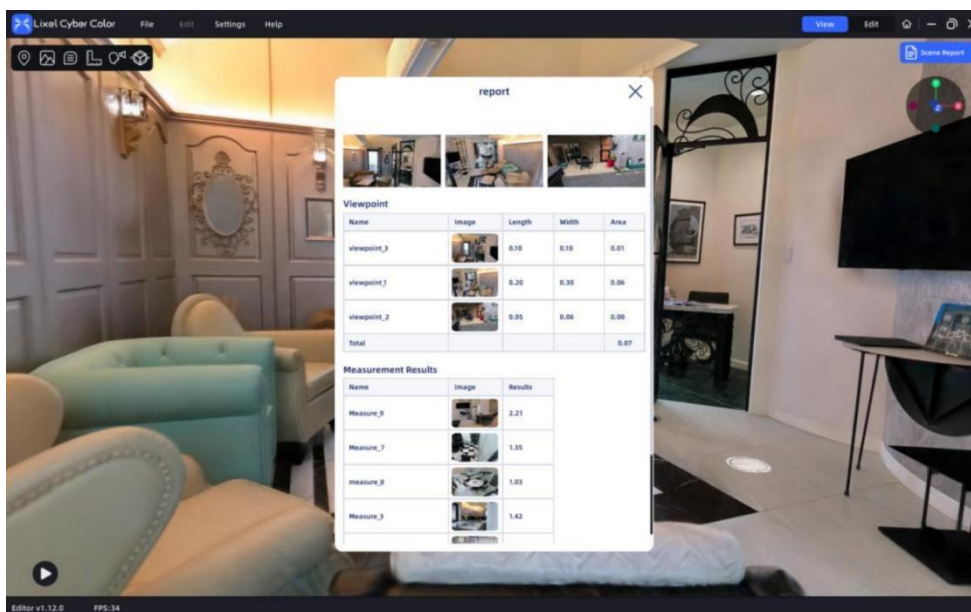 Lixel Cyber Color File Edit Settings Help View Edit
Scene Report
report
Viewpoint
Name Image Length Width Area
viewpoint_3 0.10 0.10 0.01
viewpoint_1 0.20 0.30 0.06
viewpoint_2 0.05 0.06 0.00
Total 0.07
Measurement Results
Name Image Results
Measure_9 2.21
Measure_7 1.35
measure_8 1.03
Measure_3 1.42
Editor v1.12.0 FPS:34